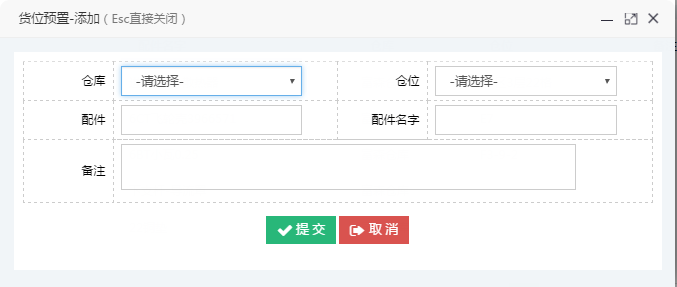 货位预置-添加（Esc直接关闭）
仓库 -请选择- 仓位 -请选择-
配件 配件名字
备注
提交 取消